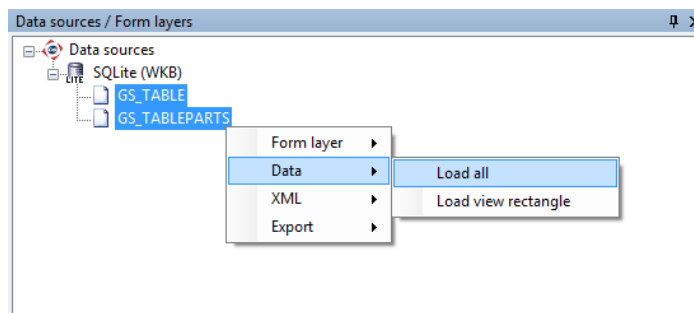 Data sources / Form layers
Data sources
LITE SQLite (WKB)
GS_TABLE
GS_TABLEPARTS
Form layer
Data
Load all
XML
Load view rectangle
Export